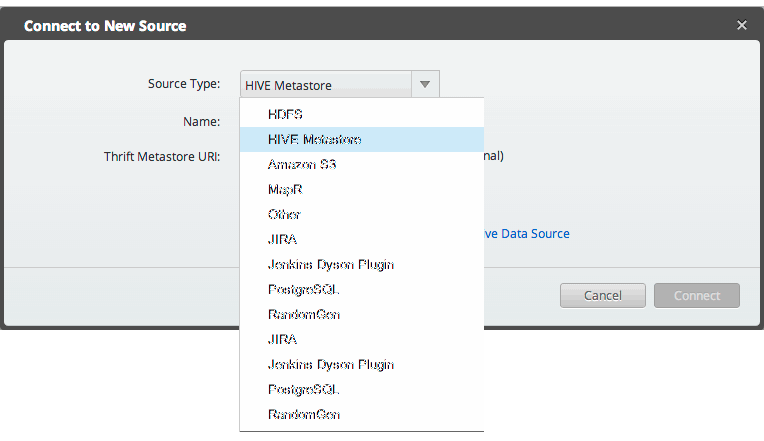 Connect to New Source
Source Type:
HIVE Metastore
Name:
Thrift Metastore URI:
nal)
ive Data Source
HDFS
HIVE Metastore
Amazon S3
MapR
Other
JIRA
Jenkins Dyson Plugin
PostgreSQL
RandomGen
JIRA
Jenkins Dyson Plugin
PostgreSQL
RandomGen
Cancel
Connect